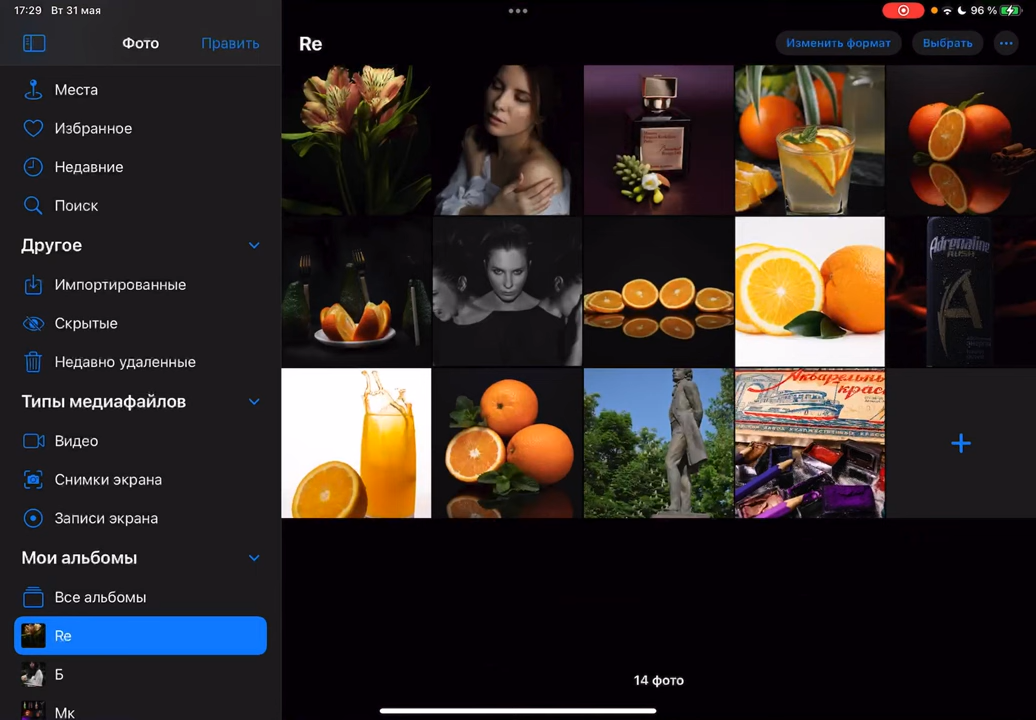 17:29 Вт 31 мая
96 %
Фото
Править
Места
Избранное
Недавние
Поиск
Другое
Импортированные
Скрытые
Недавно удаленные
Типы медиафайлов
Видео
Снимки экрана
Записи экрана
Мои альбомы
Все альбомы
Re
Б
Мк
Re
Изменить формат
Выбрать
Adrenaline
RUSH
Акварельные
крас
14 фото